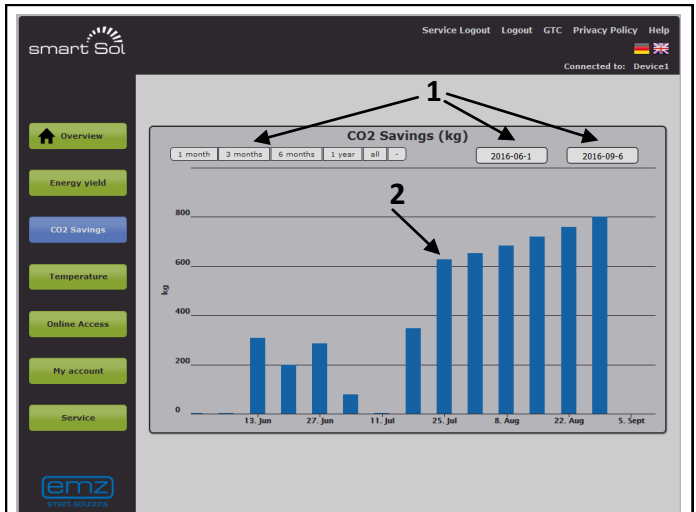 Service Logout Logout GTC Privacy Policy Help
smart Sol
Connected to: Device1
1
Overview
Energy yield
CO2 Savings
Temperature
Online Access
My account
Service
CO2 Savings (kg)
1 month 3 months 6 months 1 year all -
2016-06-1 2016-09-6
2
800
600
kg
400
200
0
13. Jun 27. Jun 11. Jul 25. Jul 8. Aug 22. Aug 5. Sept
emz
smart solutions